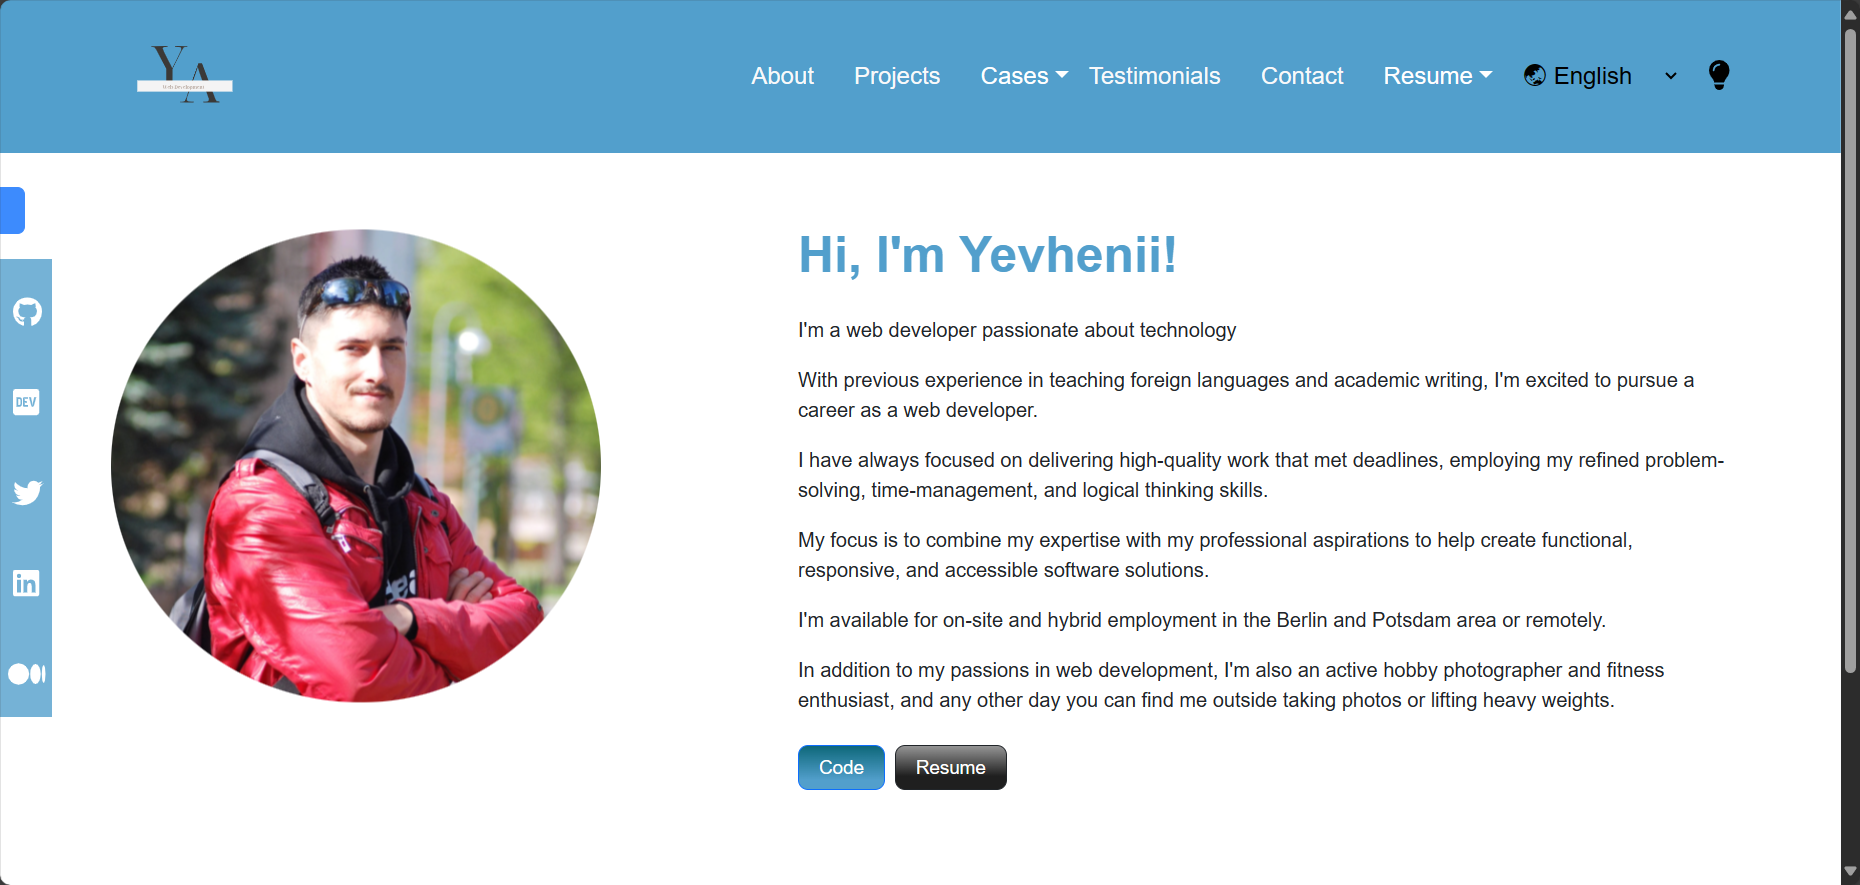 YA
Web Development
About
Projects
Cases
Testimonials
Contact
Resume
English
DEV
in
Hi, I'm Yevhenii!
I'm a web developer passionate about technology
With previous experience in teaching foreign languages and academic writing, I'm excited to pursue a
career as a web developer.
I have always focused on delivering high-quality work that met deadlines, employing my refined problem-
solving, time-management, and logical thinking skills.
My focus is to combine my expertise with my professional aspirations to help create functional,
responsive, and accessible software solutions.
I'm available for on-site and hybrid employment in the Berlin and Potsdam area or remotely.
In addition to my passions in web development, I'm also an active hobby photographer and fitness
enthusiast, and any other day you can find me outside taking photos or lifting heavy weights.
Code
Resume